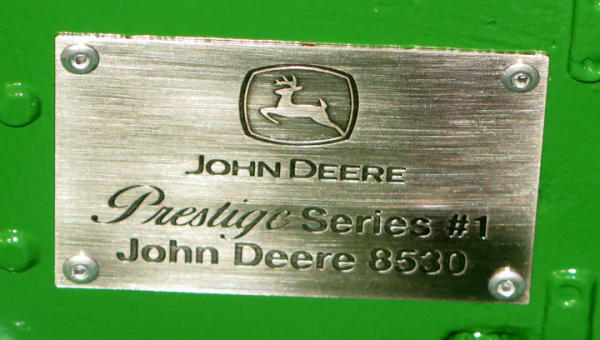 JOHN DEERE
Prestige Series #1
John Deere 8530